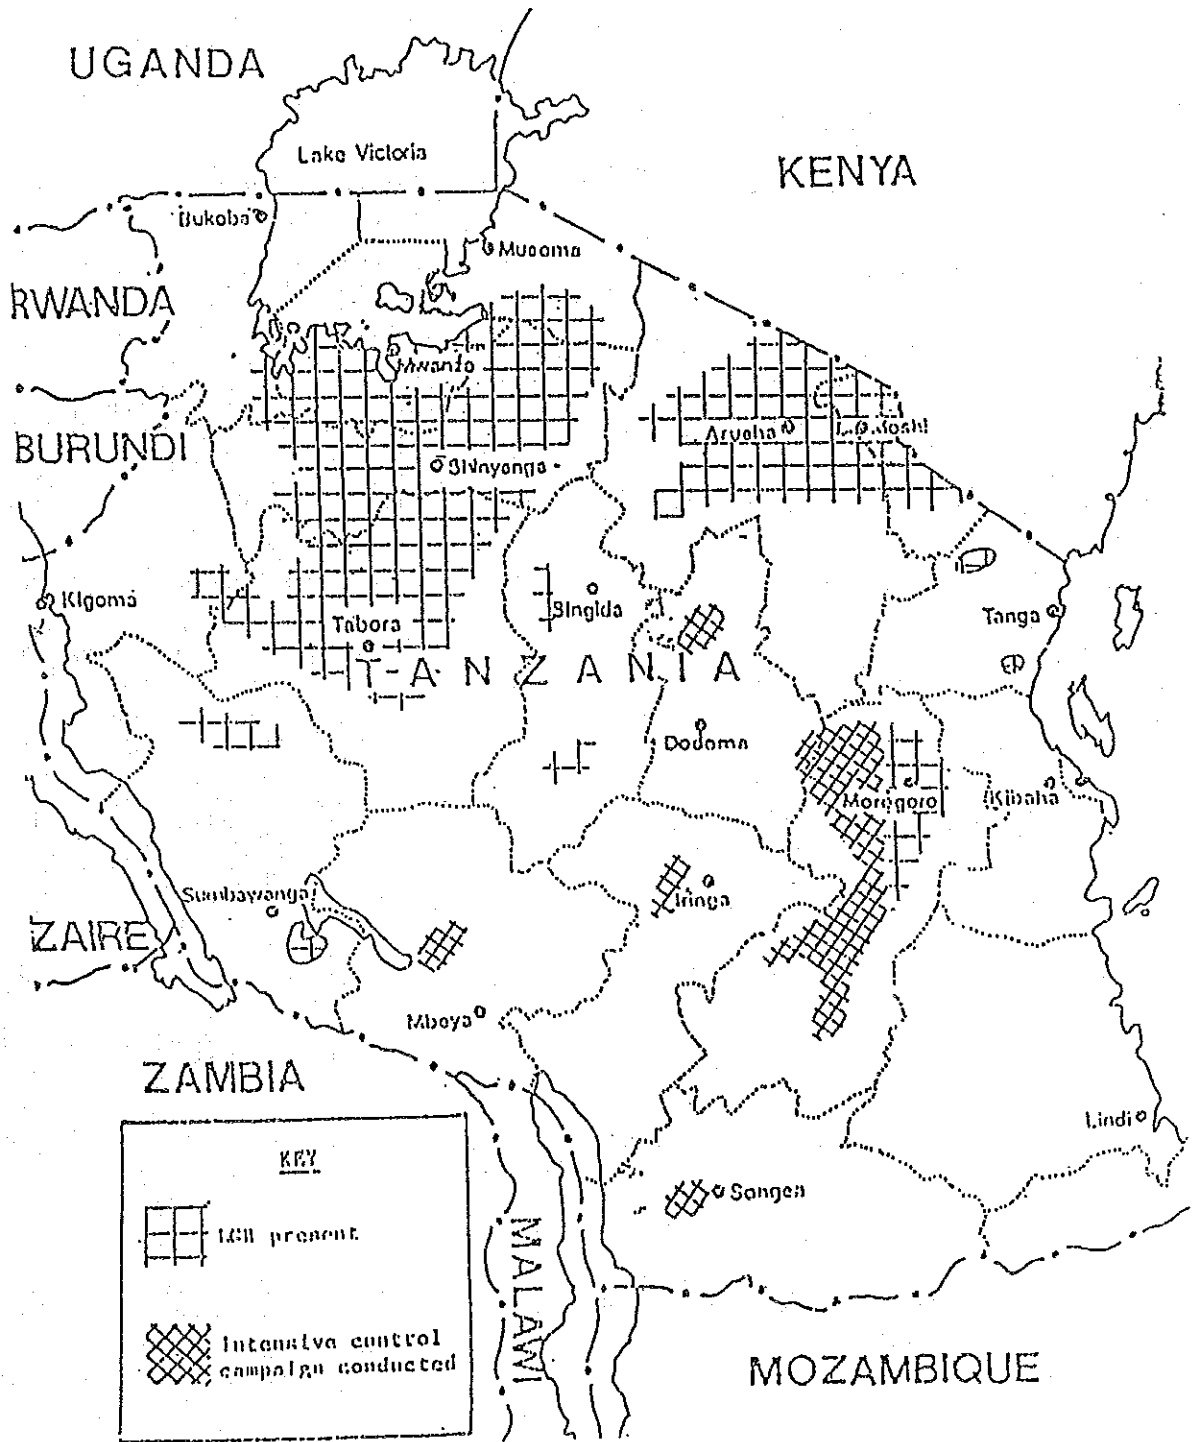 UGANDA
Lake Victoria
KENYA
Bukoba
Musoma
RWANDA
Mwanza
BURUNDI
Arusha
Moshi
Shinyanga
Kigoma
Singida
Tanga
Tabora
TANZANIA
Dodoma
Morogoro
Kibaha
Sumbawanga
Iringa
ZAIRE
Mbeya
ZAMBIA
Lindi
KEY
LGB present
Songea
MALAWI
Intensive control
campaign conducted
MOZAMBIQUE